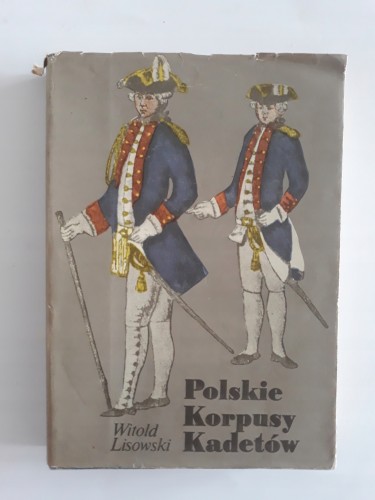 Polskie
Korpusy
Kadetów
Witold
Lisowski